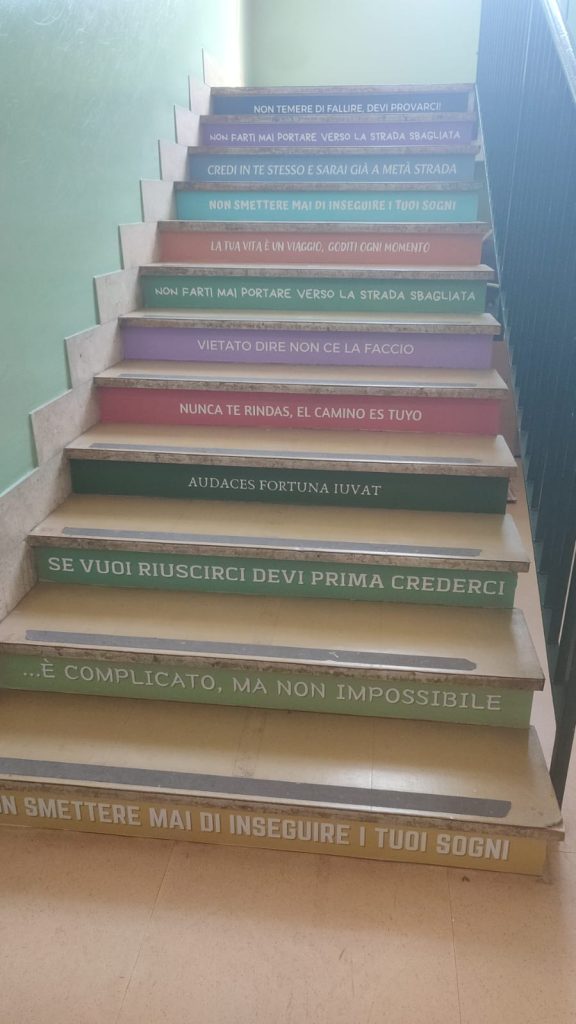 NON TEMERE DI FALLIRE, DEVI PROVARCI!
NON FARTI MAI PORTARE VERSO LA STRADA SBAGLIATA
CREDI IN TE STESSO E SARAI GIÀ A METÀ STRADA
NON SMETTERE MAI DI INSEGUIRE I TUOI SOGNI
LA TUA VITA È UN VIAGGIO, GODITI OGNI MOMENTO
NON FARTI MAI PORTARE VERSO LA STRADA SBAGLIATA
VIETATO DIRE NON CE LA FACCIO
NUNCA TE RINDAS, EL CAMINO ES TUYO
AUDACES FORTUNA IUVAT
SE VUOI RIUSCIRCI DEVI PRIMA CREDERCI
...È COMPLICATO, MA NON IMPOSSIBILE
ON SMETTERE MAI DI INSEGUIRE I TUOI SOGNI